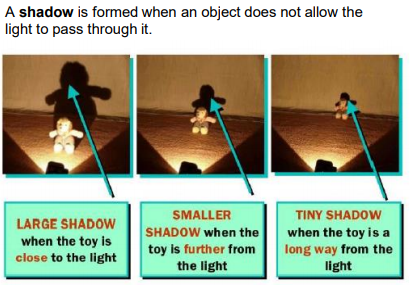 A shadow is formed when an object does not allow the
light to pass through it.
LARGE SHADOW
when the toy is
close to the light
SMALLER
SHADOW when the
toy is further from
the light
TINY SHADOW
when the toy is a
long way from the
light